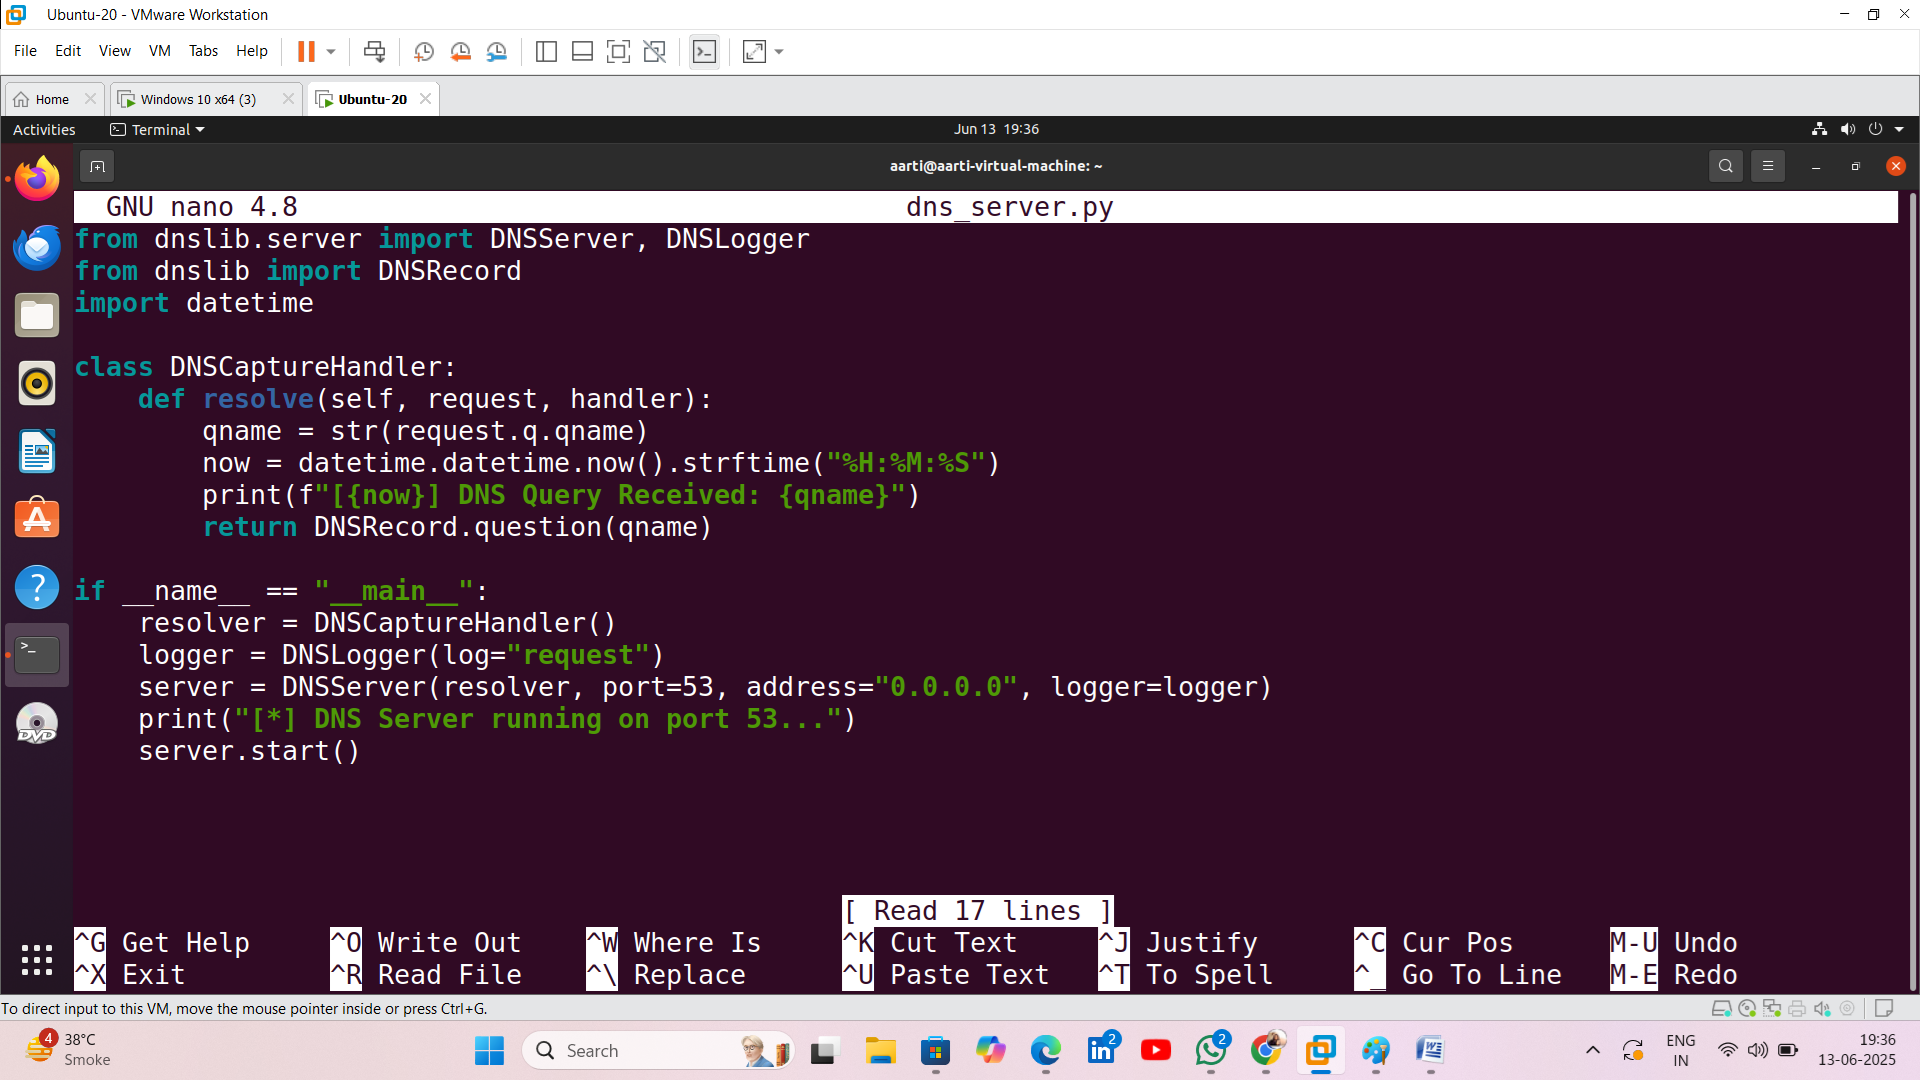 Ubuntu-20 - VMware Workstation
File Edit View VM Tabs Help
Home Windows 10 x64 (3) Ubuntu-20
Activities Terminal Jun 13 19:36
aarti@aarti-virtual-machine: ~
GNU nano 4.8 dns_server.py
from dnslib.server import DNSServer, DNSLogger
from dnslib import DNSRecord
import datetime
class DNSCaptureHandler:
    def resolve(self, request, handler):
        qname = str(request.q.qname)
        now = datetime.datetime.now().strftime("%H:%M:%S")
        print(f"[{now}] DNS Query Received: {qname}")
        return DNSRecord.question(qname)
if __name__ == "__main__":
    resolver = DNSCaptureHandler()
    logger = DNSLogger(log="request")
    server = DNSServer(resolver, port=53, address="0.0.0.0", logger=logger)
    print("[*] DNS Server running on port 53...")
    server.start()
[ Read 17 lines ]
^G Get Help ^O Write Out ^W Where Is ^K Cut Text ^J Justify ^C Cur Pos M-U Undo
^X Exit ^R Read File ^\ Replace ^U Paste Text ^T To Spell ^_ Go To Line M-E Redo
To direct input to this VM, move the mouse pointer inside or press Ctrl+G.
4 38°C
Smoke
Search
2
2
ENG
IN
19:36
13-06-2025